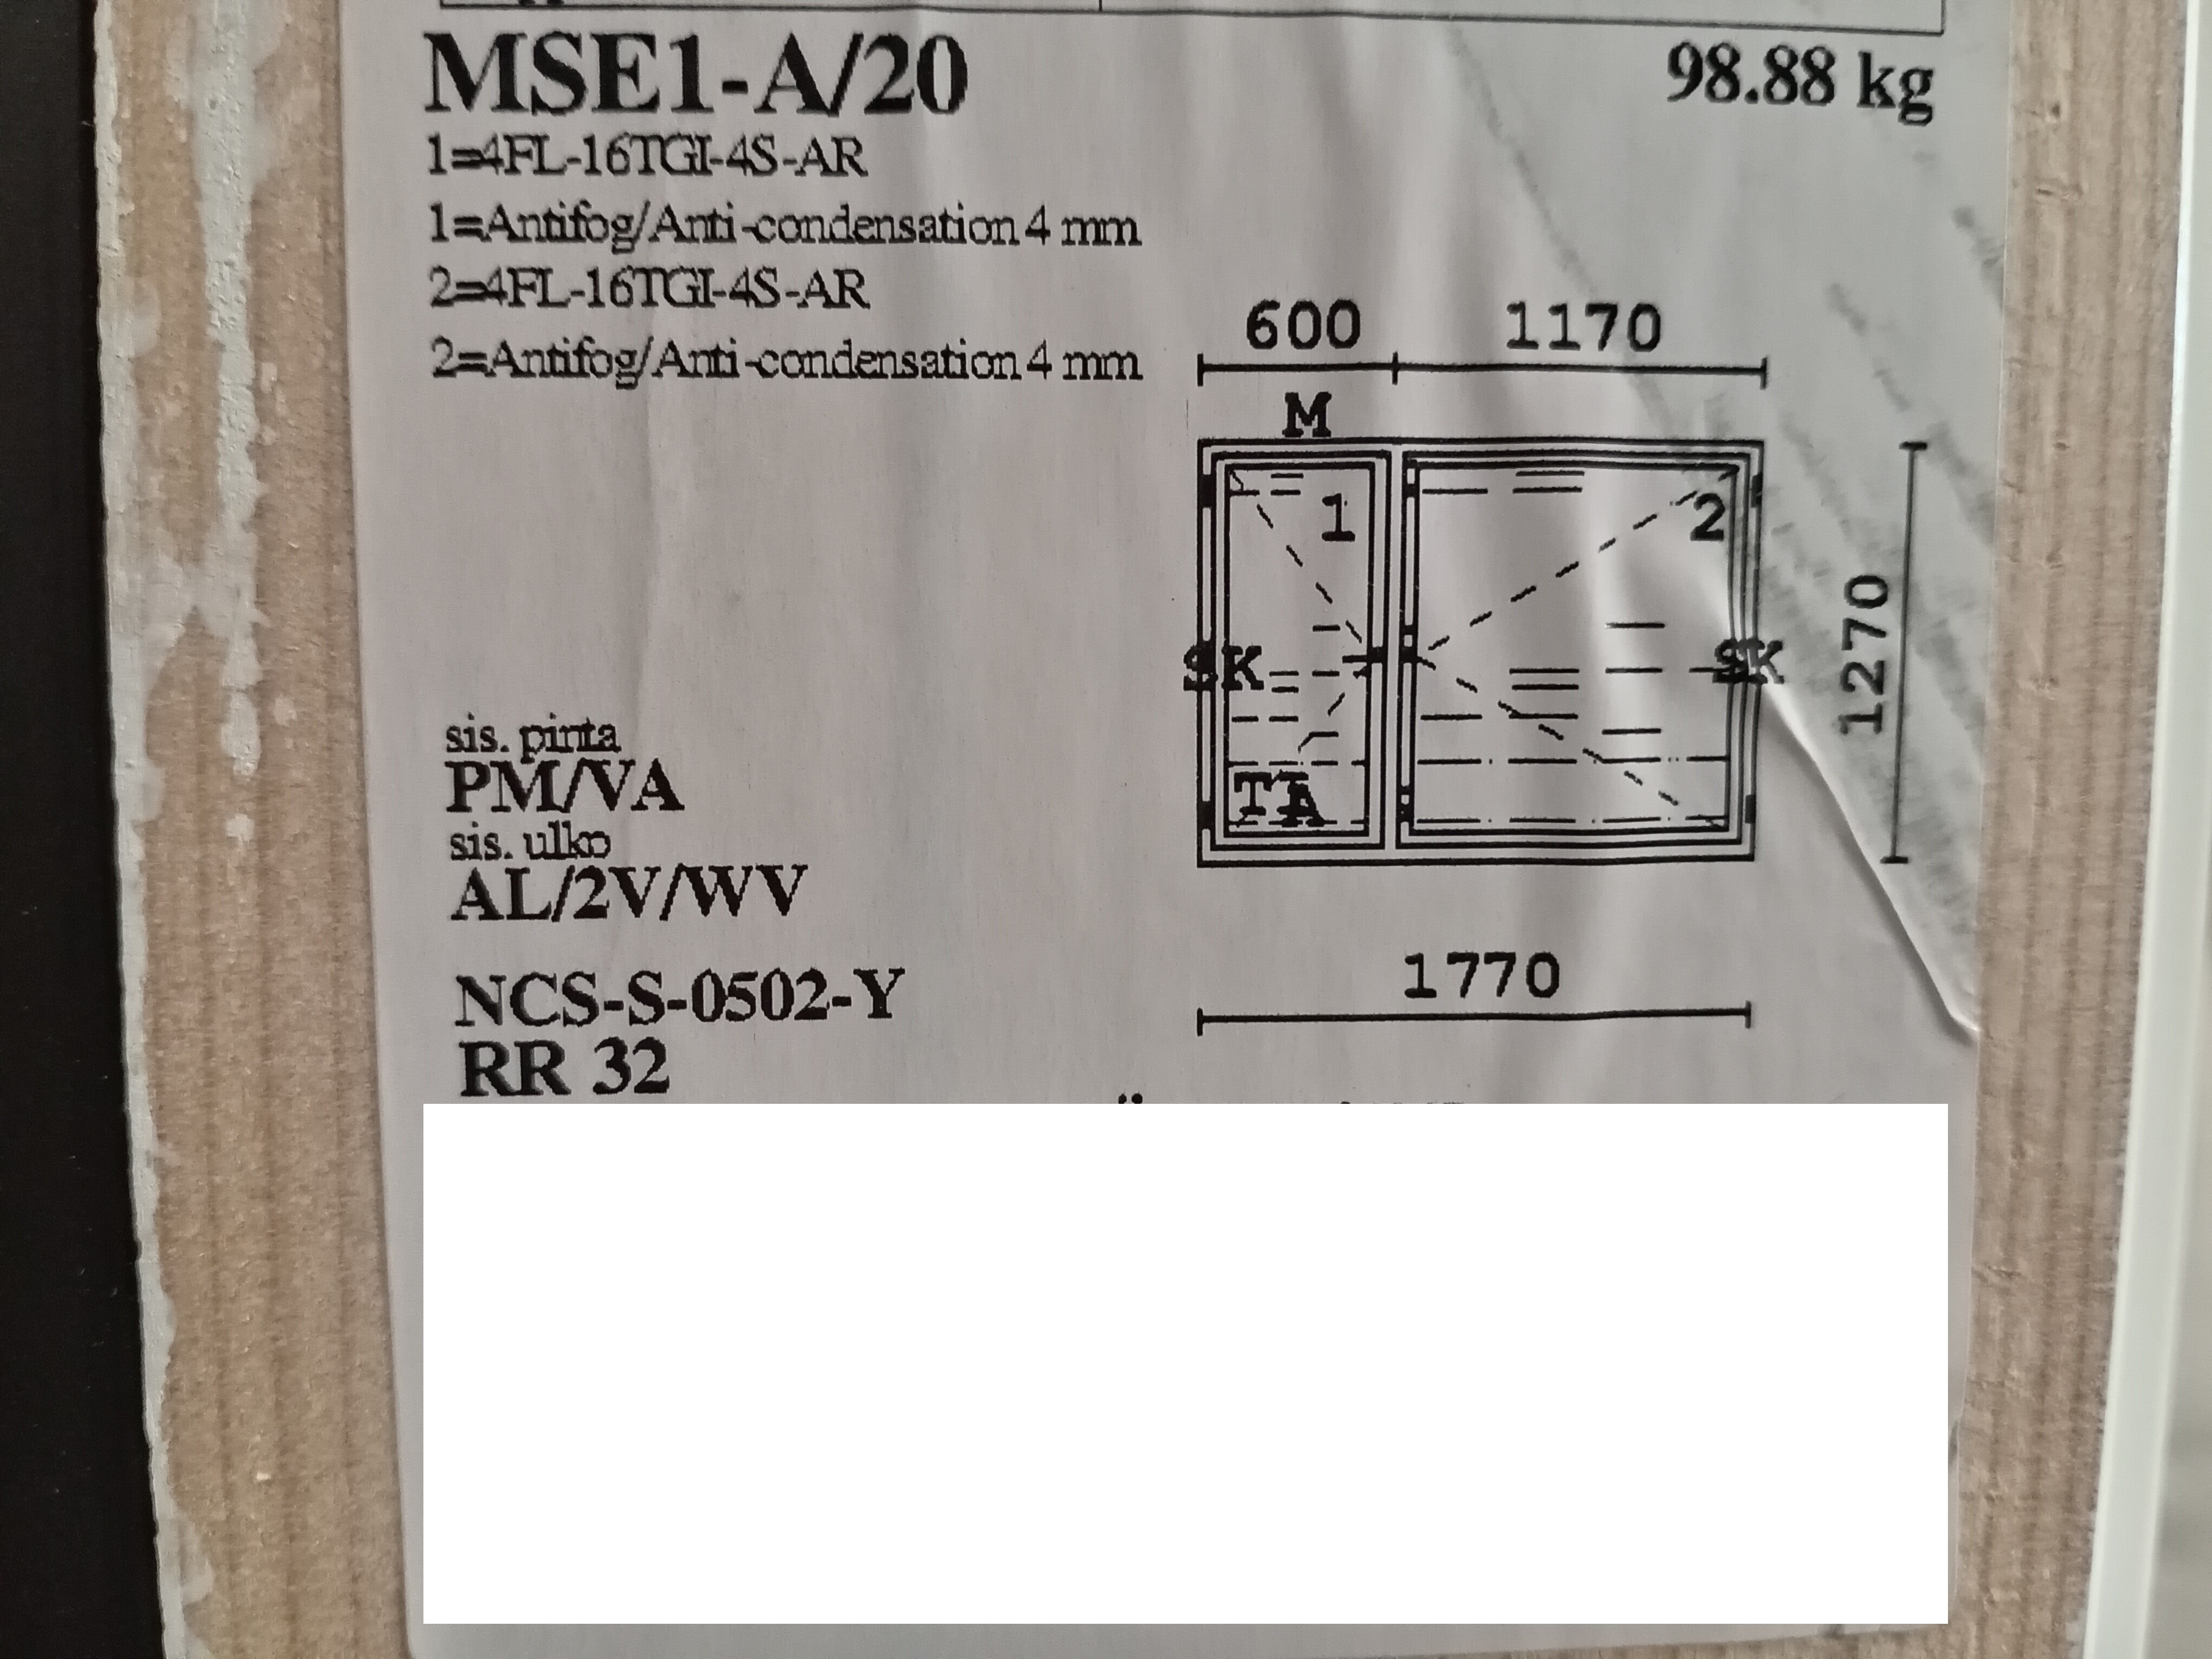 MSE1-A/20
98.88 kg
1=4FL-16TGI-4S-AR
1=Antifog/Anti-condensation 4 mm
2=4FL-16TGI-4S-AR
2=Antifog/Anti-condensation 4 mm
600
1170
M
1
2
SK
SK
1270
TA
sis. pinta
PM/VA
sis. ulko
AL/2V/WV
1770
NCS-S-0502-Y
RR 32